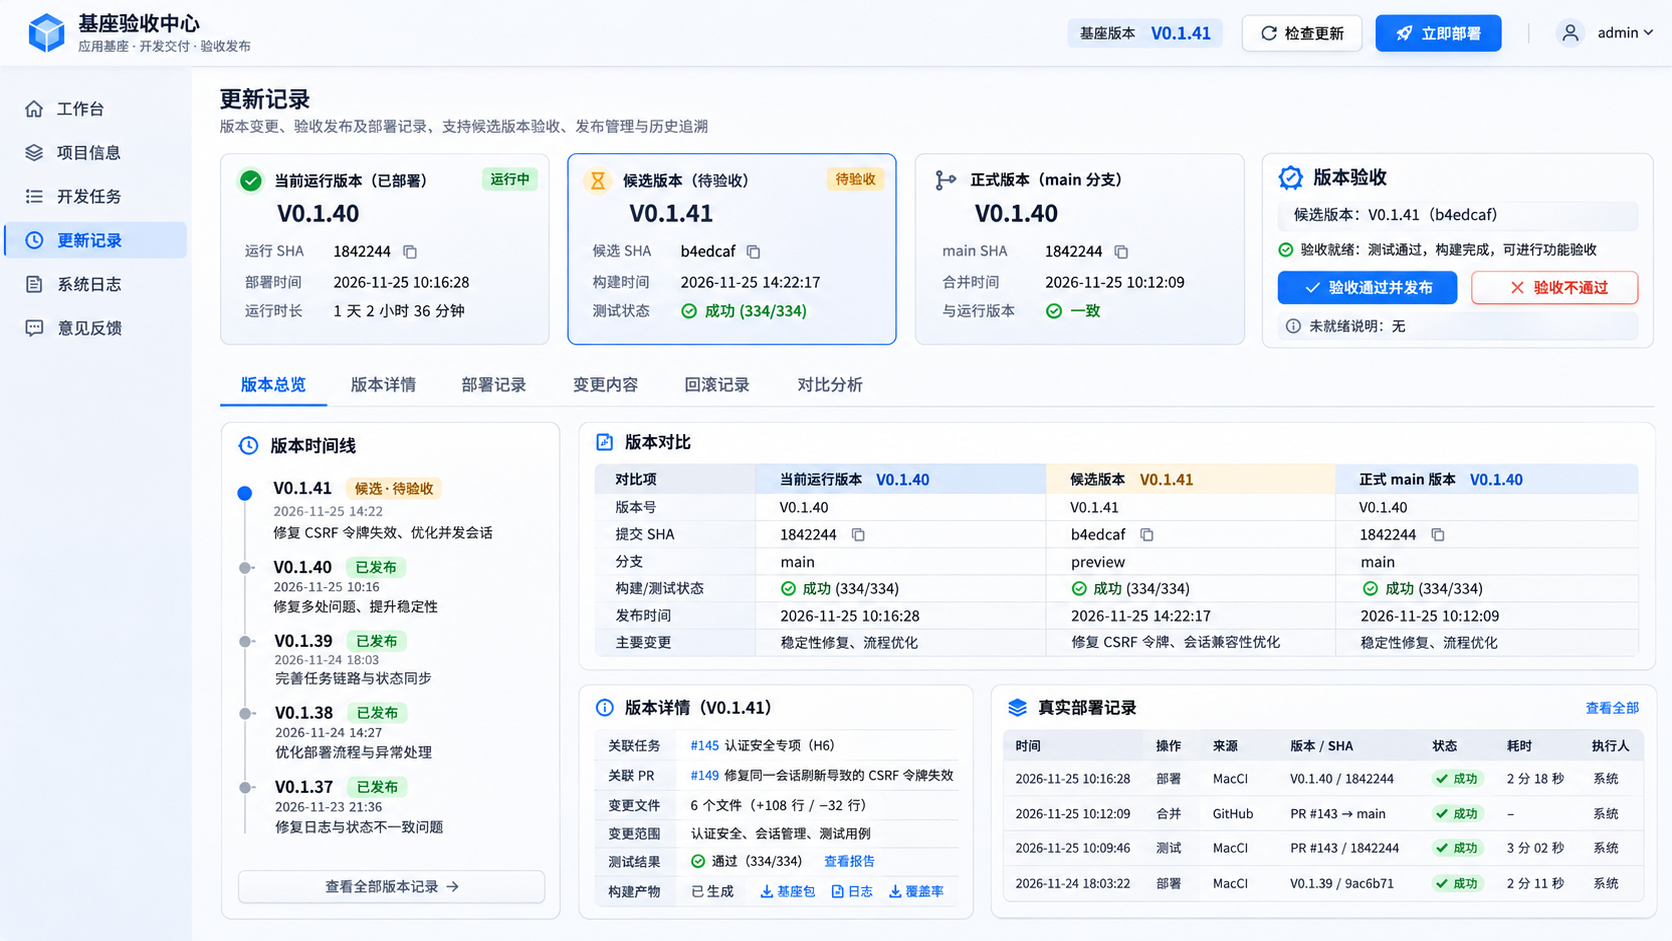 基座验收中心
应用基座 · 开发交付 · 验收发布
基座版本 V0.1.41
检查更新
立即部署
admin
工作台
项目信息
开发任务
更新记录
系统日志
意见反馈
更新记录
版本变更、验收发布及部署记录，支持候选版本验收、发布管理与历史追溯
当前运行版本（已部署） 运行中
V0.1.40
运行 SHA 1842244
部署时间 2026-11-25 10:16:28
运行时长 1 天 2 小时 36 分钟
候选版本（待验收） 待验收
V0.1.41
候选 SHA b4edcaf
构建时间 2026-11-25 14:22:17
测试状态 成功 (334/334)
正式版本（main 分支）
V0.1.40
main SHA 1842244
合并时间 2026-11-25 10:12:09
与运行版本 一致
版本验收
候选版本：V0.1.41（b4edcaf）
验收就绪：测试通过，构建完成，可进行功能验收
验收通过并发布 验收不通过
未就绪说明：无
版本总览 版本详情 部署记录 变更内容 回滚记录 对比分析
版本时间线
V0.1.41 候选 · 待验收
2026-11-25 14:22
修复 CSRF 令牌失效、优化并发会话
V0.1.40 已发布
2026-11-25 10:16
修复多处问题、提升稳定性
V0.1.39 已发布
2026-11-24 18:03
完善任务链路与状态同步
V0.1.38 已发布
2026-11-24 14:27
优化部署流程与异常处理
V0.1.37 已发布
2026-11-23 21:36
修复日志与状态不一致问题
查看全部版本记录 →
版本对比
对比项 当前运行版本 V0.1.40 候选版本 V0.1.41 正式 main 版本 V0.1.40
版本号 V0.1.40 V0.1.41 V0.1.40
提交 SHA 1842244 b4edcaf 1842244
分支 main preview main
构建/测试状态 成功 (334/334) 成功 (334/334) 成功 (334/334)
发布时间 2026-11-25 10:16:28 2026-11-25 14:22:17 2026-11-25 10:12:09
主要变更 稳定性修复、流程优化 修复 CSRF 令牌、会话兼容性优化 稳定性修复、流程优化
版本详情（V0.1.41）
关联任务 #145 认证安全专项（H6）
关联 PR #149 修复同一会话刷新导致的 CSRF 令牌失效
变更文件 6 个文件（+108 行 / −32 行）
变更范围 认证安全、会话管理、测试用例
测试结果 通过（334/334） 查看报告
构建产物 已生成 基座包 日志 覆盖率
真实部署记录 查看全部
时间 操作 来源 版本 / SHA 状态 耗时 执行人
2026-11-25 10:16:28 部署 MacCI V0.1.40 / 1842244 成功 2 分 18 秒 系统
2026-11-25 10:12:09 合并 GitHub PR #143 → main 成功 – 系统
2026-11-25 10:09:46 测试 MacCI PR #143 / 1842244 成功 3 分 02 秒 系统
2026-11-24 18:03:22 部署 MacCI V0.1.39 / 9ac6b71 成功 2 分 11 秒 系统